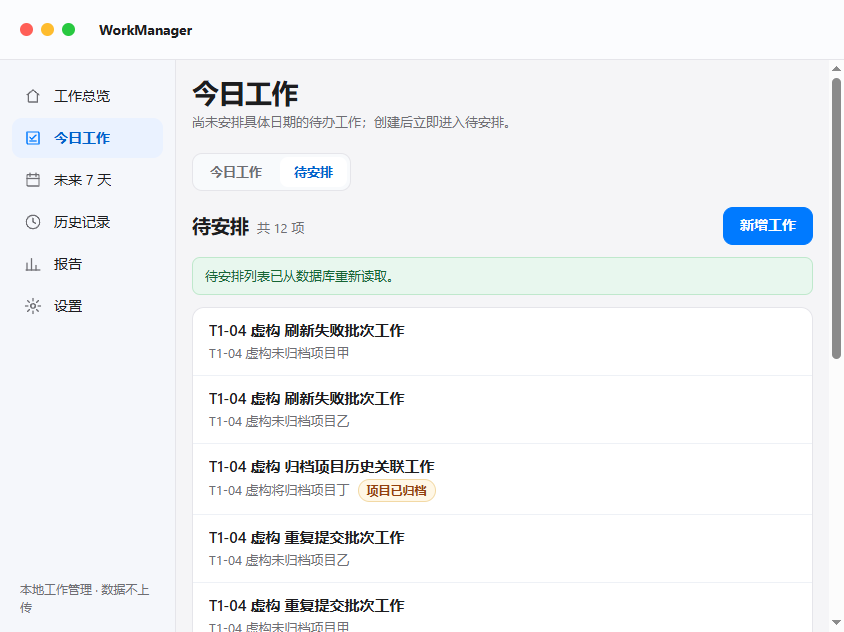 WorkManager
工作总览
今日工作
未来 7 天
历史记录
报告
设置
本地工作管理 · 数据不上
传
今日工作
尚未安排具体日期的待办工作；创建后立即进入待安排。
今日工作
待安排
待安排 共 12 项
新增工作
待安排列表已从数据库重新读取。
T1-04 虚构 刷新失败批次工作
T1-04 虚构未归档项目甲
T1-04 虚构 刷新失败批次工作
T1-04 虚构未归档项目乙
T1-04 虚构 归档项目历史关联工作
T1-04 虚构将归档项目丁 项目已归档
T1-04 虚构 重复提交批次工作
T1-04 虚构未归档项目乙
T1-04 虚构 重复提交批次工作
T1-04 虚构未归档项目甲